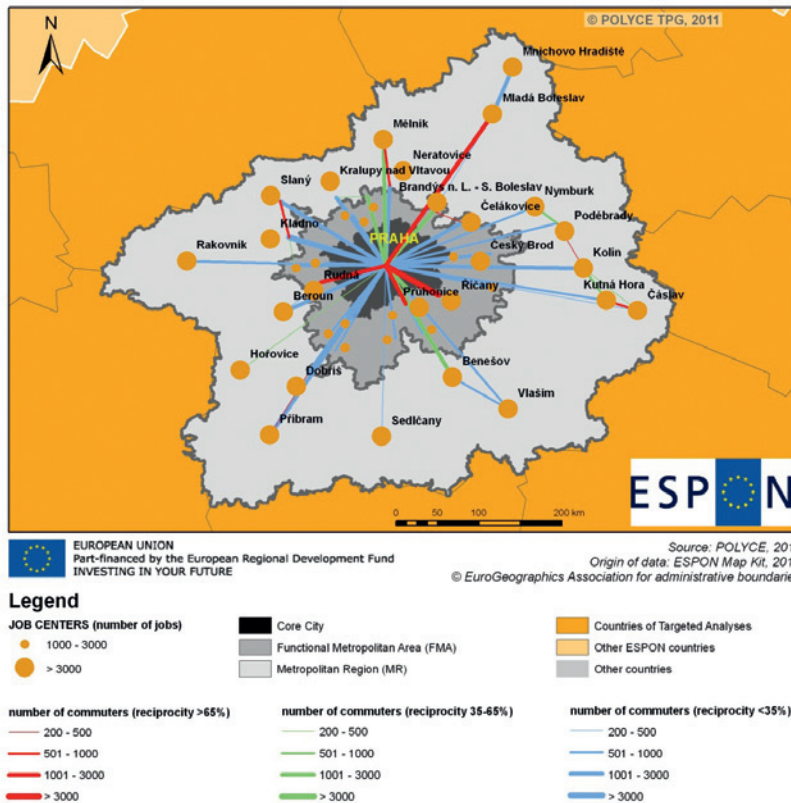 N
© POLYCE TPG, 2011
Mnichovo Hradiště
Mladá Boleslav
Mělník
Neratovice
Kralupy nad Vltavou
Slaný
Brandýs n. L. - S. Boleslav
Nymburk
Čelákovice
Poděbrady
Kladno
PRAHA
Rakovník
Český Brod
Kolín
Rudná
Říčany
Kutná Hora
Beroun
Průhonice
Čáslav
Hořovice
Benešov
Dobříš
Vlašim
Příbram
Sedlčany
ESPON
0 50 100 200 km
EUROPEAN UNION
Part-financed by the European Regional Development Fund
INVESTING IN YOUR FUTURE
Source: POLYCE, 201
Origin of data: ESPON Map Kit, 201
© EuroGeographics Association for administrative boundarie
Legend
JOB CENTERS (number of jobs)
1000 - 3000
> 3000
Core City
Functional Metropolitan Area (FMA)
Metropolitan Region (MR)
Countries of Targeted Analyses
Other ESPON countries
Other countries
number of commuters (reciprocity >65%)
200 - 500
501 - 1000
1001 - 3000
> 3000
number of commuters (reciprocity 35-65%)
200 - 500
501 - 1000
1001 - 3000
> 3000
number of commuters (reciprocity <35%)
200 - 500
501 - 1000
1001 - 3000
> 3000